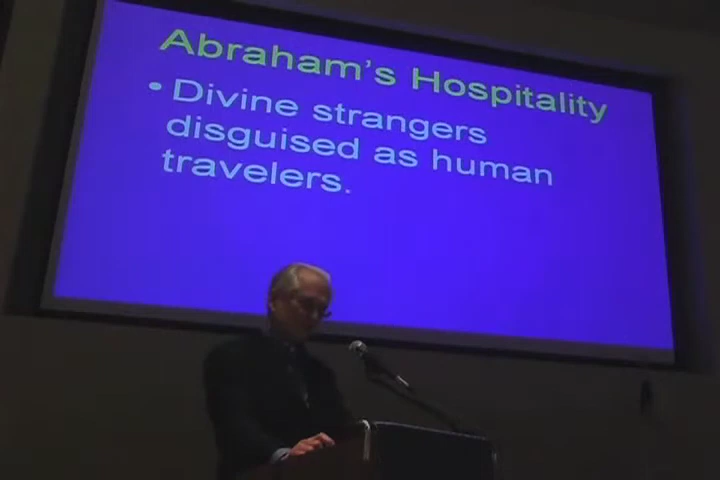 Abraham's Hospitality
• Divine strangers
disguised as human
travelers.